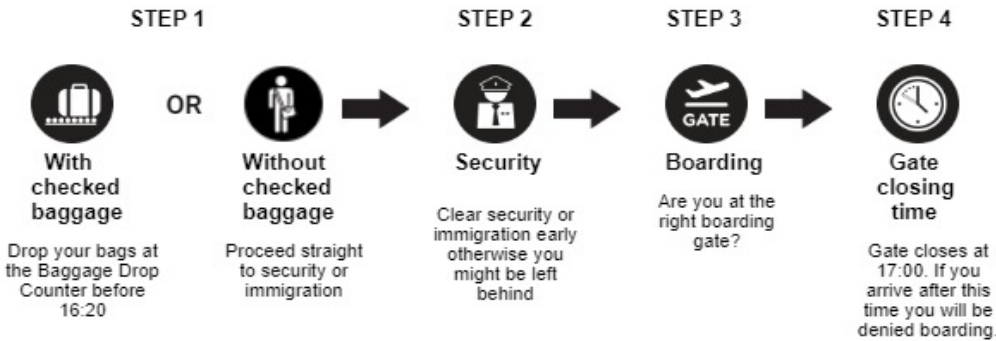 STEP 1
STEP 2
STEP 3
STEP 4
OR
GATE
With
checked
baggage
Drop your bags at
the Baggage Drop
Counter before
16:20
Without
checked
baggage
Proceed straight
to security or
immigration
Security
Clear security or
immigration early
otherwise you
might be left
behind
Boarding
Are you at the
right boarding
gate?
Gate
closing
time
Gate closes at
17:00. If you
arrive after this
time you will be
denied boarding.